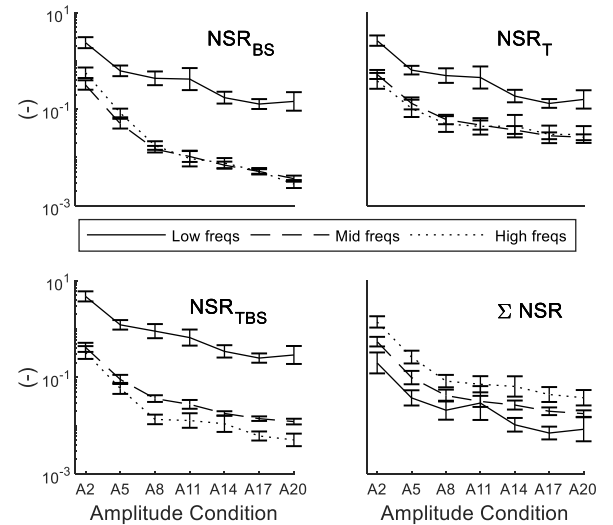 10^1
NSR_BS
NSR_T
(-)
10^-1
10^-3
Low freqs
Mid freqs
High freqs
10^1
NSR_TBS
Σ NSR
(-)
10^-1
10^-3
A2 A5 A8 A11 A14 A17 A20
A2 A5 A8 A11 A14 A17 A20
Amplitude Condition
Amplitude Condition